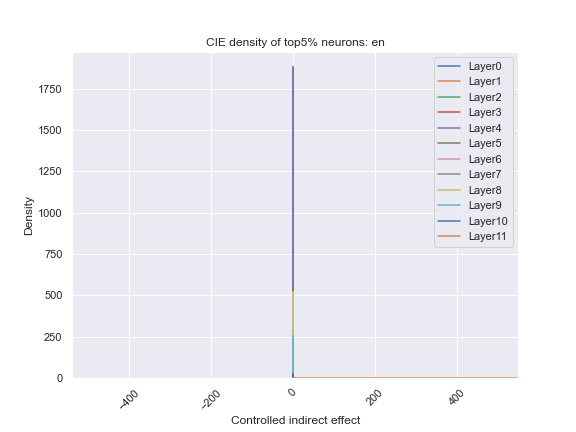 CIE density of top5% neurons: en
Density
1750
1500
1250
1000
750
500
250
0
−400
−200
0
200
400
Controlled indirect effect
Layer0
Layer1
Layer2
Layer3
Layer4
Layer5
Layer6
Layer7
Layer8
Layer9
Layer10
Layer11